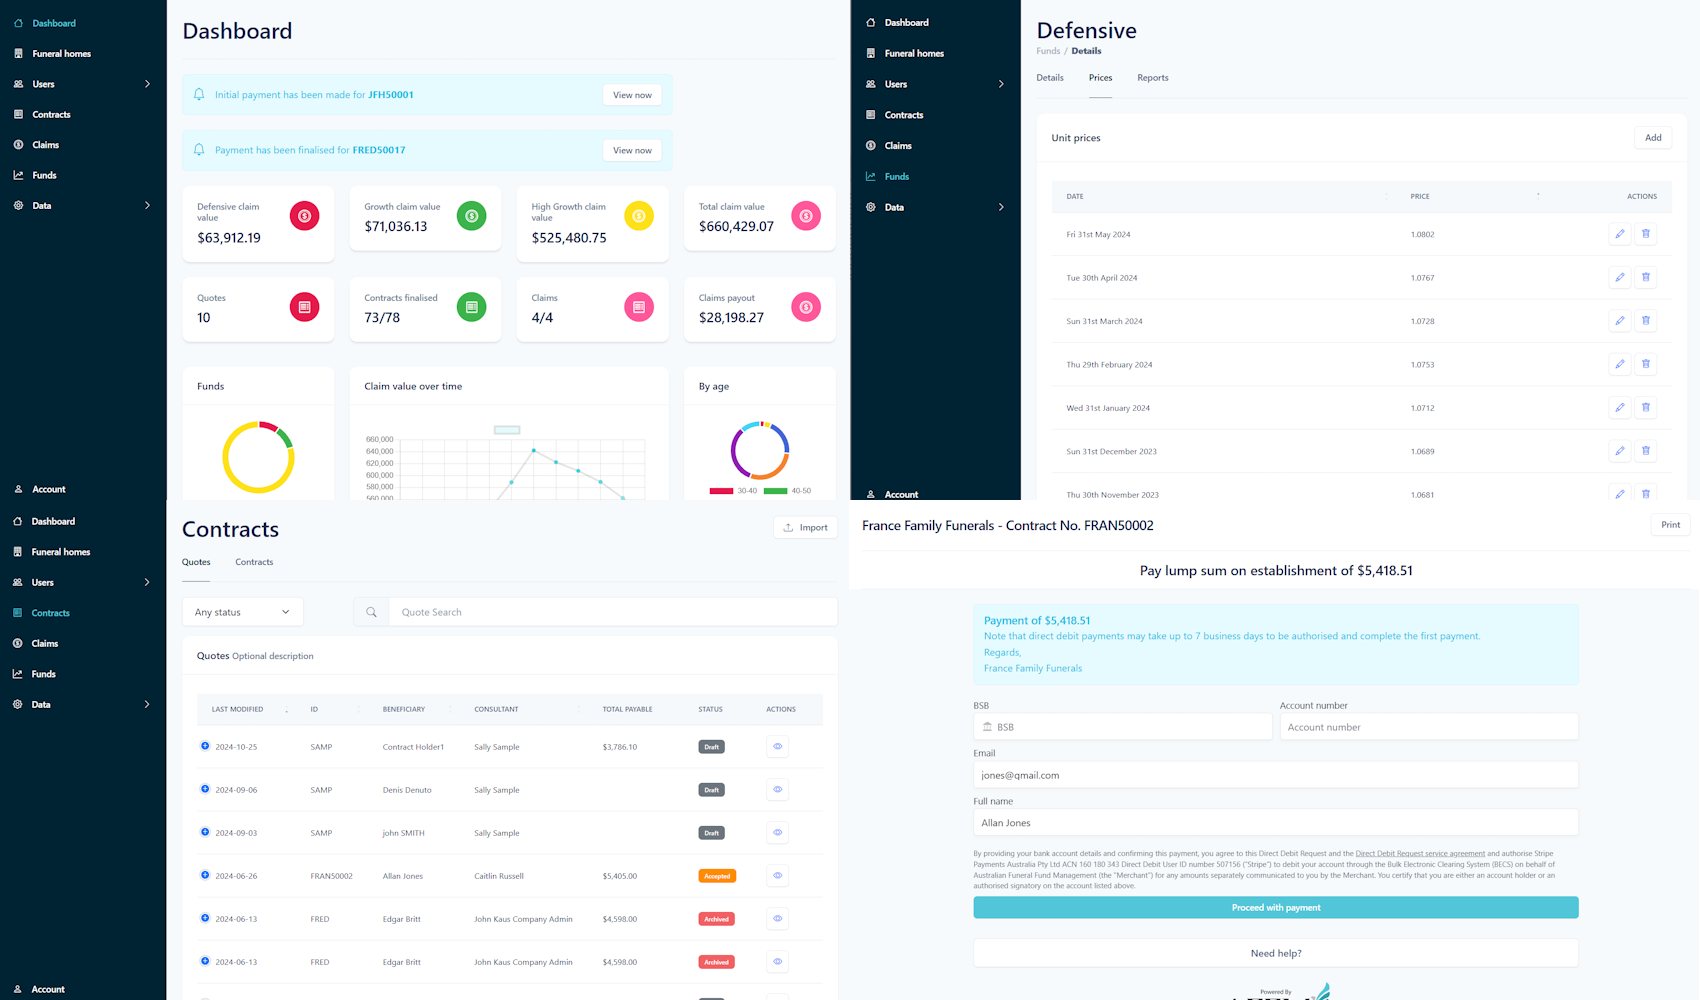 Dashboard
Funeral homes
Users
Contracts
Claims
Funds
Data
Account
Dashboard
Initial payment has been made for JFH50001
View now
Payment has been finalised for FRED50017
View now
Defensive claim
value
$63,912.19
Growth claim value
$71,036.13
High Growth claim
value
$525,480.75
Total claim value
$660,429.07
Quotes
10
Contracts finalised
73/78
Claims
4/4
Claims payout
$28,198.27
Funds
Claim value over time
660,000
640,000
620,000
600,000
580,000
560,000
By age
30-40
40-50
Dashboard
Funeral homes
Users
Contracts
Claims
Funds
Data
Account
Defensive
Funds / Details
Details Prices Reports
Unit prices
Add
DATE PRICE ACTIONS
Fri 31st May 2024 1.0802
Tue 30th April 2024 1.0767
Sun 31st March 2024 1.0728
Thu 29th February 2024 1.0753
Wed 31st January 2024 1.0712
Sun 31st December 2023 1.0689
Thu 30th November 2023 1.0681
Dashboard
Funeral homes
Users
Contracts
Claims
Funds
Data
Account
Contracts
Import
Quotes Contracts
Any status
Quote Search
Quotes Optional description
LAST MODIFIED ID BENEFICIARY CONSULTANT TOTAL PAYABLE STATUS ACTIONS
2024-10-25 SAMP Contract Holder1 Sally Sample $3,786.10 Draft
2024-09-06 SAMP Denis Denuto Sally Sample Draft
2024-09-03 SAMP john SMITH Sally Sample Draft
2024-06-26 FRAN50002 Allan Jones Caitlin Russell $5,405.00 Accepted
2024-06-13 FRED Edgar Britt John Kaus Company Admin $4,598.00 Archived
2024-06-13 FRED Edgar Britt John Kaus Company Admin $4,598.00 Archived
France Family Funerals - Contract No. FRAN50002
Print
Pay lump sum on establishment of $5,418.51
Payment of $5,418.51
Note that direct debit payments may take up to 7 business days to be authorised and complete the first payment.
Regards,
France Family Funerals
BSB
BSB
Account number
Account number
Email
jones@qmail.com
Full name
Allan Jones
By providing your bank account details and confirming this payment, you agree to this Direct Debit Request and the Direct Debit Request service agreement and authorise Stripe
Payments Australia Pty Ltd ACN 160 180 343 Direct Debit User ID number 507156 ("Stripe") to debit your account through the Bulk Electronic Clearing System (BECS) on behalf of
Australian Funeral Fund Management (the "Merchant") for any amounts separately communicated to you by the Merchant. You certify that you are either an account holder or an
authorised signatory on the account listed above.
Proceed with payment
Need help?
Powered By